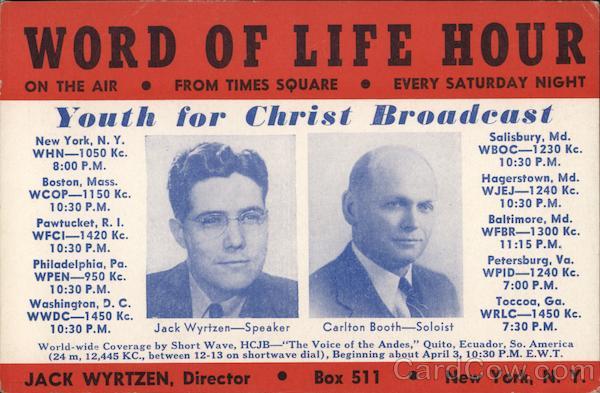 WORD OF LIFE HOUR
ON THE AIR • FROM TIMES SQUARE • EVERY SATURDAY NIGHT
Youth for Christ Broadcast
New York, N. Y.
WHN—1050 Kc.
8:00 P.M.
Boston, Mass.
WCOP—1150 Kc.
10:30 P.M.
Pawtucket, R. I.
WFCI—1420 Kc.
10:30 P.M.
Philadelphia, Pa.
WPEN—950 Kc.
10:30 P.M.
Washington, D. C.
WWDC—1450 Kc.
10:30 P.M.
Jack Wyrtzen—Speaker
Carlton Booth—Soloist
Salisbury, Md.
WBOC—1230 Kc.
10:30 P.M.
Hagerstown, Md.
WJEJ—1240 Kc.
10:30 P.M.
Baltimore, Md.
WFBR—1300 Kc.
11:15 P.M.
Petersburg, Va.
WPID—1240 Kc.
7:00 P.M.
Toccoa, Ga.
WRLC—1450 Kc.
7:30 P.M.
World-wide Coverage by Short Wave, HCJB—"The Voice of the Andes," Quito, Ecuador, So. America
(24 m, 12,445 KC., between 12-13 on shortwave dial), Beginning about April 3, 10:30 P.M. E.W.T.
JACK WYRTZEN, Director • Box 511 • New York, N. Y.
CardCow.com